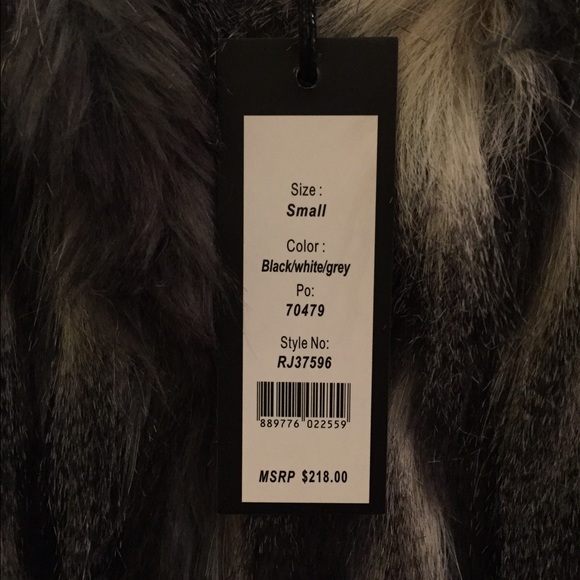 Size :
Small
Color :
Black/white/grey
Po:
70479
Style No:
RJ37596
889776 022559
MSRP $218.00